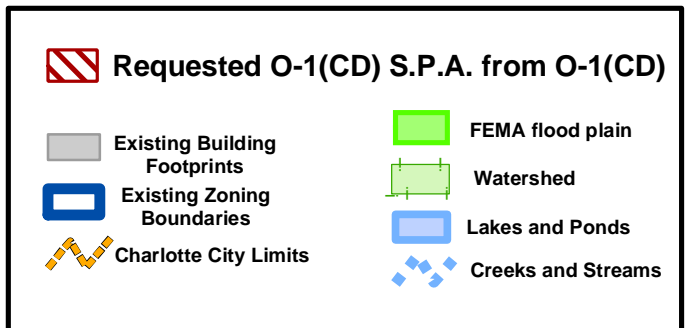 Requested O-1(CD) S.P.A. from O-1(CD)
Existing Building
Footprints
Existing Zoning
Boundaries
Charlotte City Limits
FEMA flood plain
Watershed
Lakes and Ponds
Creeks and Streams